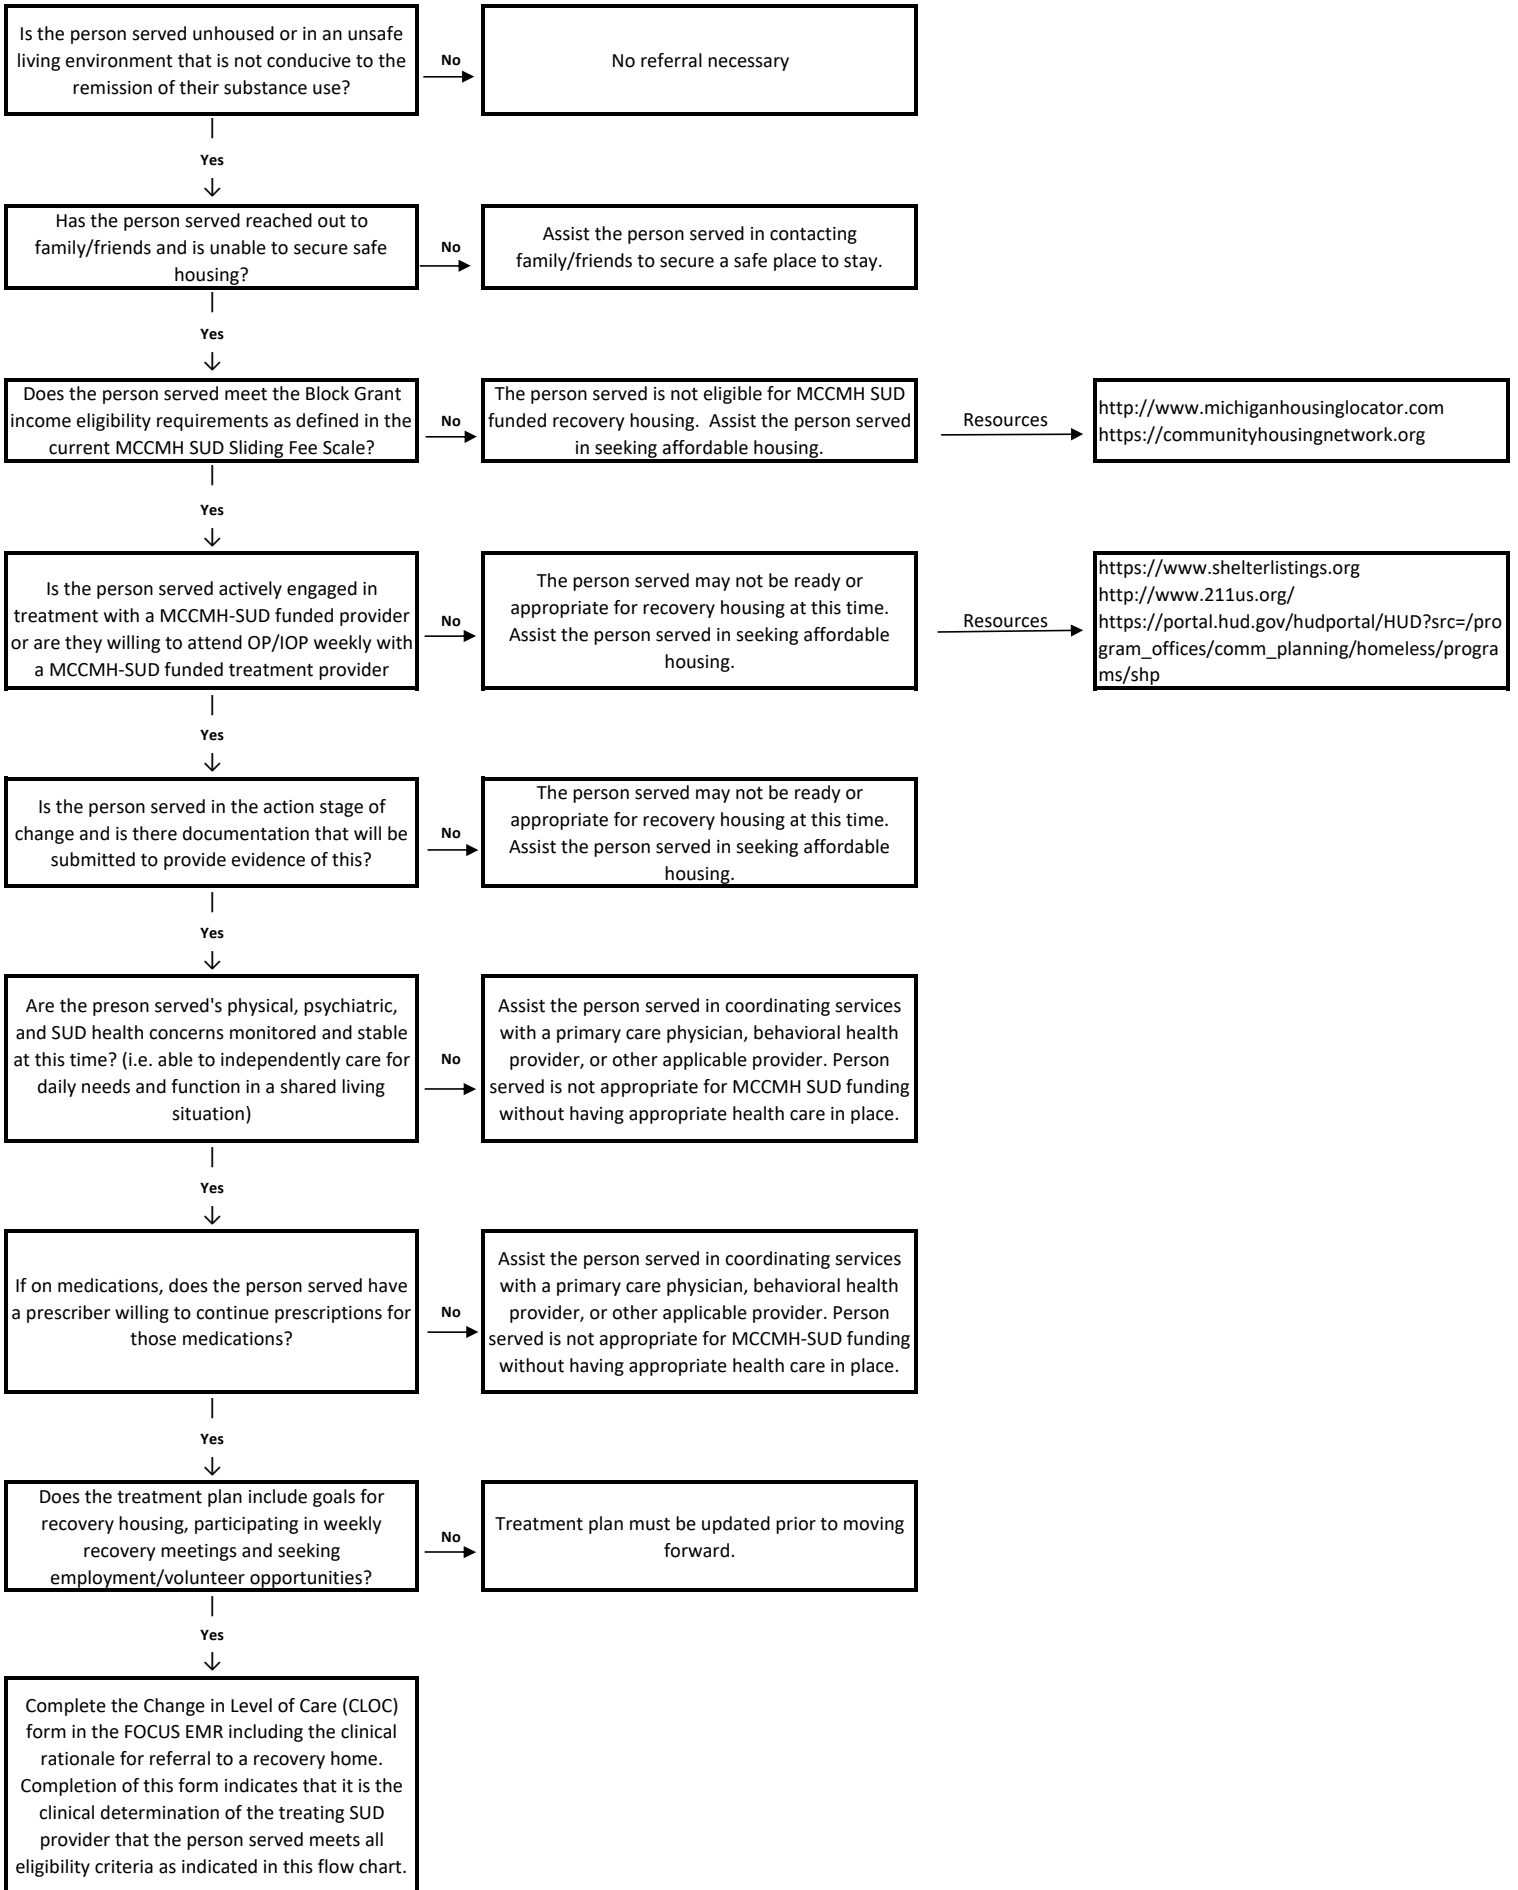 Is the person served unhoused or in an unsafe
living environment that is not conducive to the
remission of their substance use?
No
No referral necessary
Yes
Has the person served reached out to
family/friends and is unable to secure safe
housing?
No
Assist the person served in contacting
family/friends to secure a safe place to stay.
Yes
Does the person served meet the Block Grant
income eligibility requirements as defined in the
current MCCMH SUD Sliding Fee Scale?
No
The person served is not eligible for MCCMH SUD
funded recovery housing.  Assist the person served
in seeking affordable housing.
Resources
http://www.michiganhousinglocator.com
https://communityhousingnetwork.org
Yes
Is the person served actively engaged in
treatment with a MCCMH-SUD funded provider
or are they willing to attend OP/IOP weekly with
a MCCMH-SUD funded treatment provider
No
The person served may not be ready or
appropriate for recovery housing at this time.
Assist the person served in seeking affordable
housing.
Resources
https://www.shelterlistings.org
http://www.211us.org/
https://portal.hud.gov/hudportal/HUD?src=/pro
gram_offices/comm_planning/homeless/progra
ms/shp
Yes
Is the person served in the action stage of
change and is there documentation that will be
submitted to provide evidence of this?
No
The person served may not be ready or
appropriate for recovery housing at this time.
Assist the person served in seeking affordable
housing.
Yes
Are the preson served's physical, psychiatric,
and SUD health concerns monitored and stable
at this time? (i.e. able to independently care for
daily needs and function in a shared living
situation)
No
Assist the person served in coordinating services
with a primary care physician, behavioral health
provider, or other applicable provider. Person
served is not appropriate for MCCMH SUD funding
without having appropriate health care in place.
Yes
If on medications, does the person served have
a prescriber willing to continue prescriptions for
those medications?
No
Assist the person served in coordinating services
with a primary care physician, behavioral health
provider, or other applicable provider. Person
served is not appropriate for MCCMH-SUD funding
without having appropriate health care in place.
Yes
Does the treatment plan include goals for
recovery housing, participating in weekly
recovery meetings and seeking
employment/volunteer opportunities?
No
Treatment plan must be updated prior to moving
forward.
Yes
Complete the Change in Level of Care (CLOC)
form in the FOCUS EMR including the clinical
rationale for referral to a recovery home.
Completion of this form indicates that it is the
clinical determination of the treating SUD
provider that the person served meets all
eligibility criteria as indicated in this flow chart.